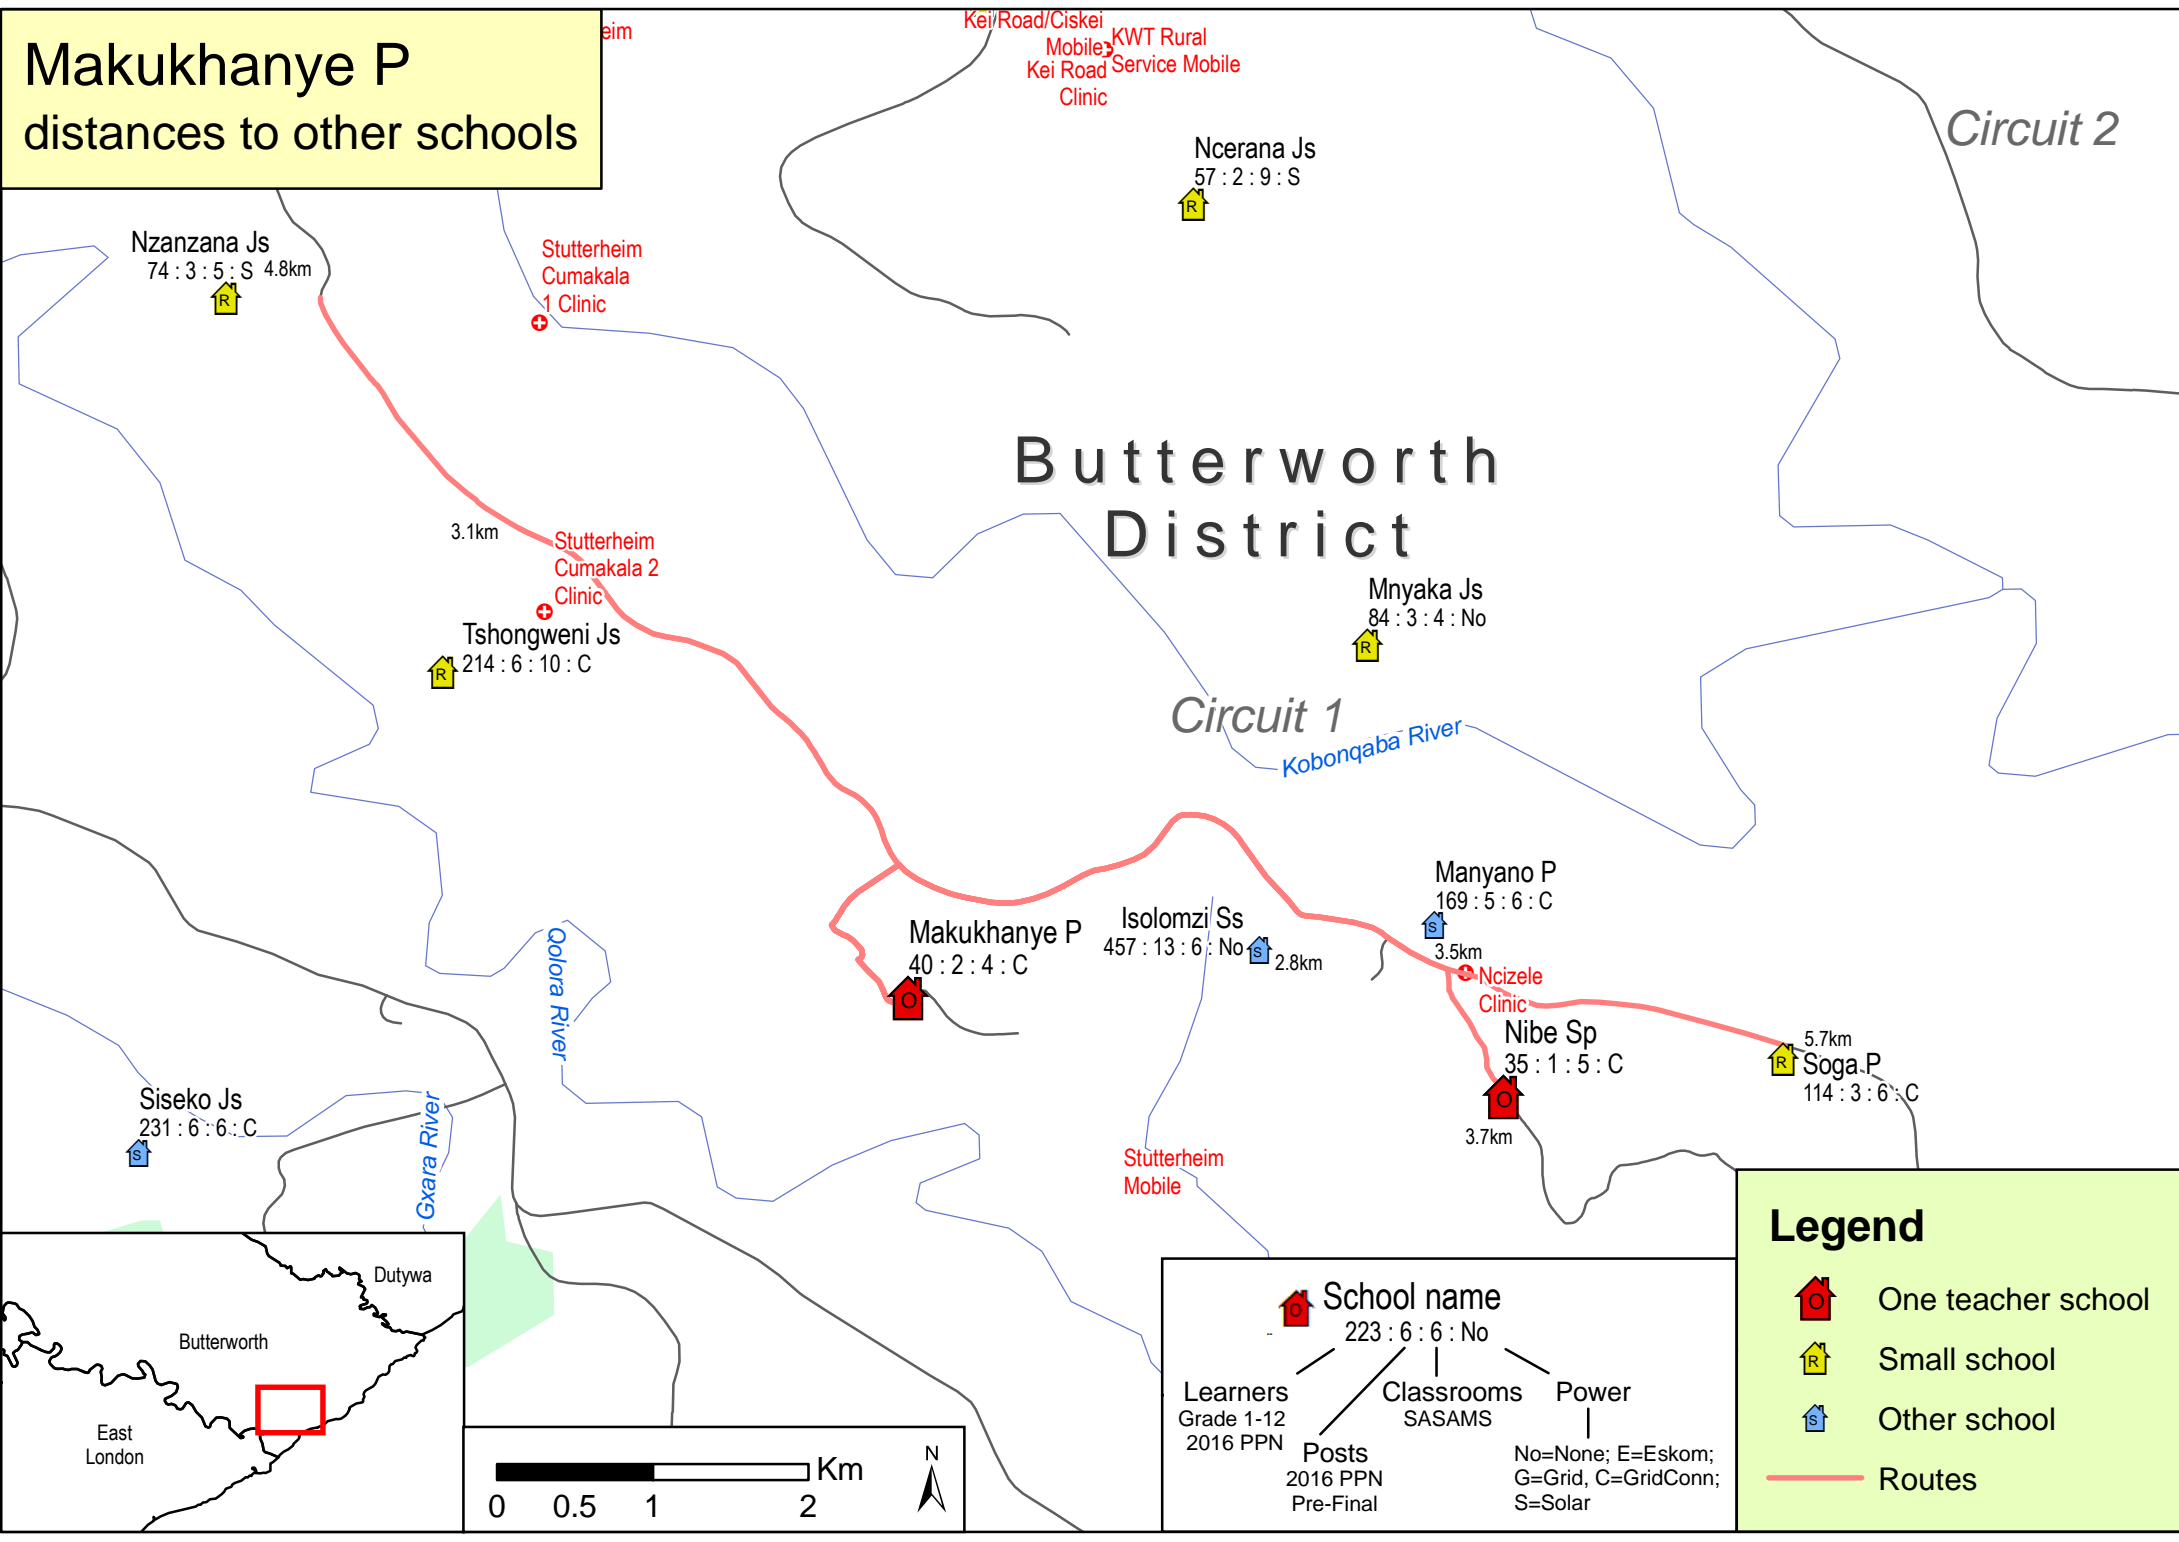 Makukhanye P
distances to other schools
eim
Kei Road/Ciskei
Mobile
Kei Road
Clinic
KWT Rural
Service Mobile
Circuit 2
Ncerana Js
57 : 2 : 9 : S
R
Nzanzana Js
74 : 3 : 5 : S
4.8km
R
Stutterheim
Cumakala
1 Clinic
Butterworth
District
3.1km
Stutterheim
Cumakala 2
Clinic
Tshongweni Js
214 : 6 : 10 : C
R
Mnyaka Js
84 : 3 : 4 : No
R
Circuit 1
Kobonqaba River
Manyano P
169 : 5 : 6 : C
S
3.5km
Isolomzi Ss
457 : 13 : 6 : No
S
2.8km
Makukhanye P
40 : 2 : 4 : C
O
Ncizele
Clinic
Nibe Sp
35 : 1 : 5 : C
O
3.7km
5.7km
R
Soga P
114 : 3 : 6 : C
Qolora River
Siseko Js
231 : 6 : 6 : C
S
Gxara River
Stutterheim
Mobile
Dutywa
Butterworth
East
London
Km
0 0.5 1 2
N
O
School name
223 : 6 : 6 : No
Learners
Grade 1-12
2016 PPN
Posts
2016 PPN
Pre-Final
Classrooms
SASAMS
Power
No=None; E=Eskom;
G=Grid, C=GridConn;
S=Solar
Legend
O One teacher school
R Small school
S Other school
Routes